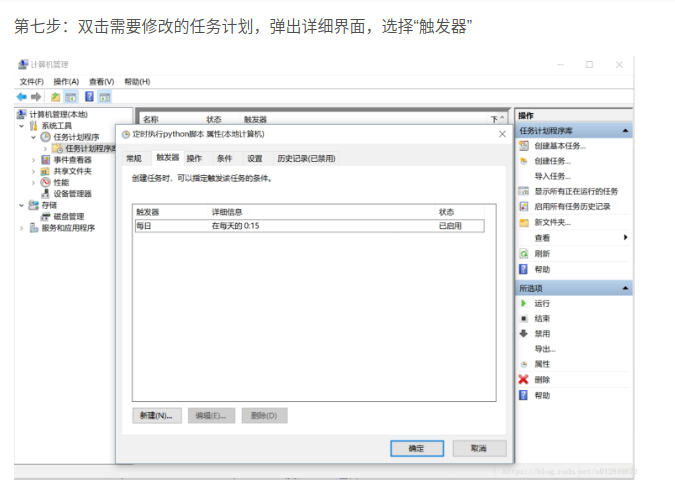 第七步：双击需要修改的任务计划，弹出详细界面，选择“触发器”
计算机管理
文件(F) 操作(A) 查看(V) 帮助(H)
计算机管理(本地)
系统工具
任务计划程序
任务计划程序库
事件查看器
共享文件夹
性能
设备管理器
存储
磁盘管理
服务和应用程序
名称 状态 触发器 下
定时执行python脚本 属性(本地计算机)
常规 触发器 操作 条件 设置 历史记录(已禁用)
创建任务时，可以指定触发该任务的条件。
触发器 详细信息 状态
每日 在每天的 0:15 已启用
新建(N)... 编辑(E)... 删除(D)
确定 取消
操作
任务计划程序库
创建基本任务...
创建任务...
导入任务...
显示所有正在运行的任务
启用所有任务历史记录
新文件夹...
查看
刷新
帮助
所选项
运行
结束
禁用
导出...
属性
删除
帮助